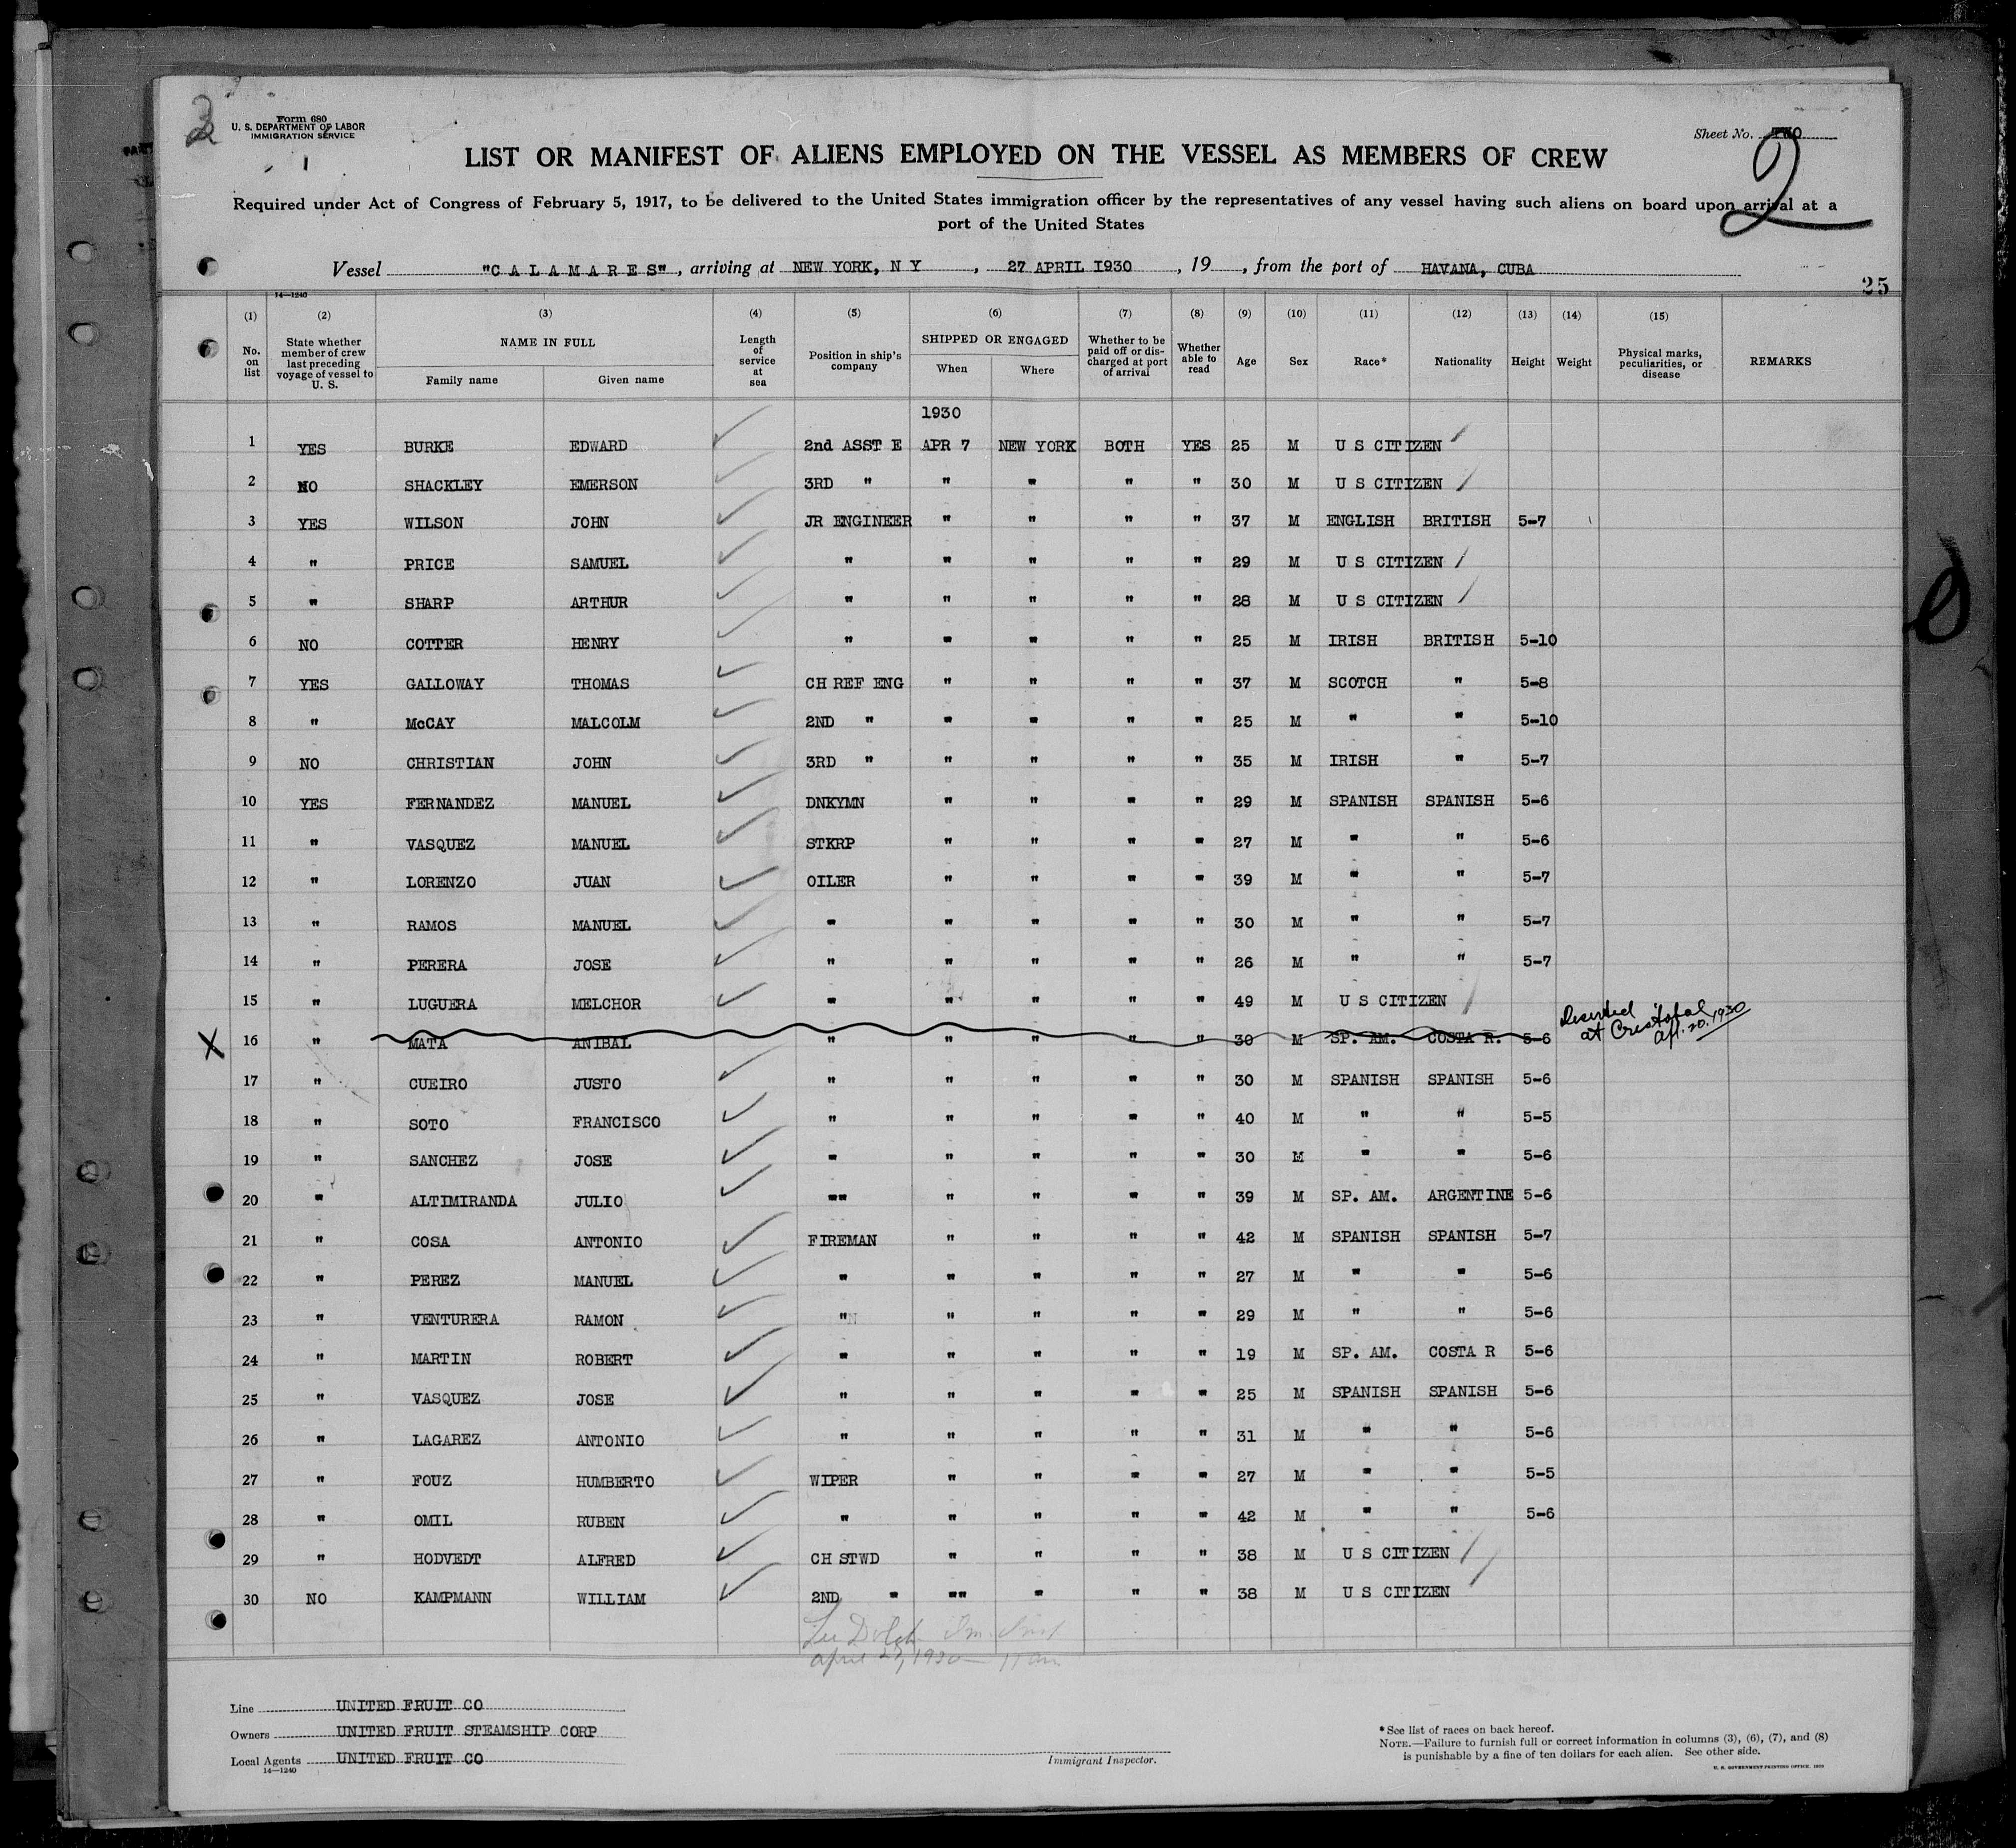 Form 680
U. S. DEPARTMENT OF LABOR
IMMIGRATION SERVICE
Sheet No. TWO
2
LIST OR MANIFEST OF ALIENS EMPLOYED ON THE VESSEL AS MEMBERS OF CREW
Required under Act of Congress of February 5, 1917, to be delivered to the United States immigration officer by the representatives of any vessel having such aliens on board upon arrival at a
port of the United States
Vessel "CALAMARES", arriving at NEW YORK, N Y, 27 APRIL 1930, 19 , from the port of HAVANA, CUBA
25
14—1240
(1) (2) (3) (4) (5) (6) (7) (8) (9) (10) (11) (12) (13) (14) (15)
No. on list | State whether member of crew last preceding voyage of vessel to U. S. | NAME IN FULL | Family name | Given name | Length of service at sea | Position in ship's company | SHIPPED OR ENGAGED | When | Where | Whether to be paid off or discharged at port of arrival | Whether able to read | Age | Sex | Race* | Nationality | Height | Weight | Physical marks, peculiarities, or disease | REMARKS
1930
1 YES BURKE EDWARD 2nd ASST E APR 7 NEW YORK BOTH YES 25 M U S CITIZEN
2 NO SHACKLEY EMERSON 3RD " " " " " 30 M U S CITIZEN
3 YES WILSON JOHN JR ENGINEER " " " " 37 M ENGLISH BRITISH 5-7
4 " PRICE SAMUEL " " " " " 29 M U S CITIZEN
5 " SHARP ARTHUR " " " " " 28 M U S CITIZEN
6 NO COTTER HENRY " " " " " 25 M IRISH BRITISH 5-10
7 YES GALLOWAY THOMAS CH REF ENG " " " " 37 M SCOTCH " 5-8
8 " McCAY MALCOLM 2ND " " " " " 25 M " " 5-10
9 NO CHRISTIAN JOHN 3RD " " " " " 35 M IRISH " 5-7
10 YES FERNANDEZ MANUEL DNKYMN " " " " 29 M SPANISH SPANISH 5-6
11 " VASQUEZ MANUEL STKRP " " " " 27 M " " 5-6
12 " LORENZO JUAN OILER " " " " 39 M " " 5-7
13 " RAMOS MANUEL " " " " " 30 M " " 5-7
14 " PERERA JOSE " " " " " 26 M " " 5-7
15 " LUGUERA MELCHOR " " " " " 49 M U S CITIZEN
X 16 " MATA ANIBAL " " " " " 30 M SP. AM. COSTA R. 5-6 Deserted
at Cristobal
Apl. 20. 1930
17 " CUEIRO JUSTO " " " " " 30 M SPANISH SPANISH 5-6
18 " SOTO FRANCISCO " " " " " 40 M " " 5-5
19 " SANCHEZ JOSE " " " " " 30 M " " 5-6
20 " ALTIMIRANDA JULIO "" " " " " 39 M SP. AM. ARGENTINE 5-6
21 " COSA ANTONIO FIREMAN " " " " 42 M SPANISH SPANISH 5-7
22 " PEREZ MANUEL " " " " " 27 M " " 5-6
23 " VENTURERA RAMON " " " " " 29 M " " 5-6
24 " MARTIN ROBERT " " " " " 19 M SP. AM. COSTA R 5-6
25 " VASQUEZ JOSE " " " " " 25 M SPANISH SPANISH 5-6
26 " LAGAREZ ANTONIO " " " " " 31 M " " 5-6
27 " FOUZ HUMBERTO WIPER " " " " 27 M " " 5-5
28 " OMIL RUBEN " " " " " 42 M " " 5-6
29 " HODVEDT ALFRED CH STWD " " " " 38 M U S CITIZEN
30 NO KAMPMANN WILLIAM 2ND " "" " " " 38 M U S CITIZEN
april 27, 1930 11 am
Line UNITED FRUIT CO
Owners UNITED FRUIT STEAMSHIP CORP
Local Agents UNITED FRUIT CO
14—1240
Immigrant Inspector.
*See list of races on back hereof.
NOTE.—Failure to furnish full or correct information in columns (3), (6), (7), and (8)
is punishable by a fine of ten dollars for each alien. See other side.
U. S. GOVERNMENT PRINTING OFFICE. 1929